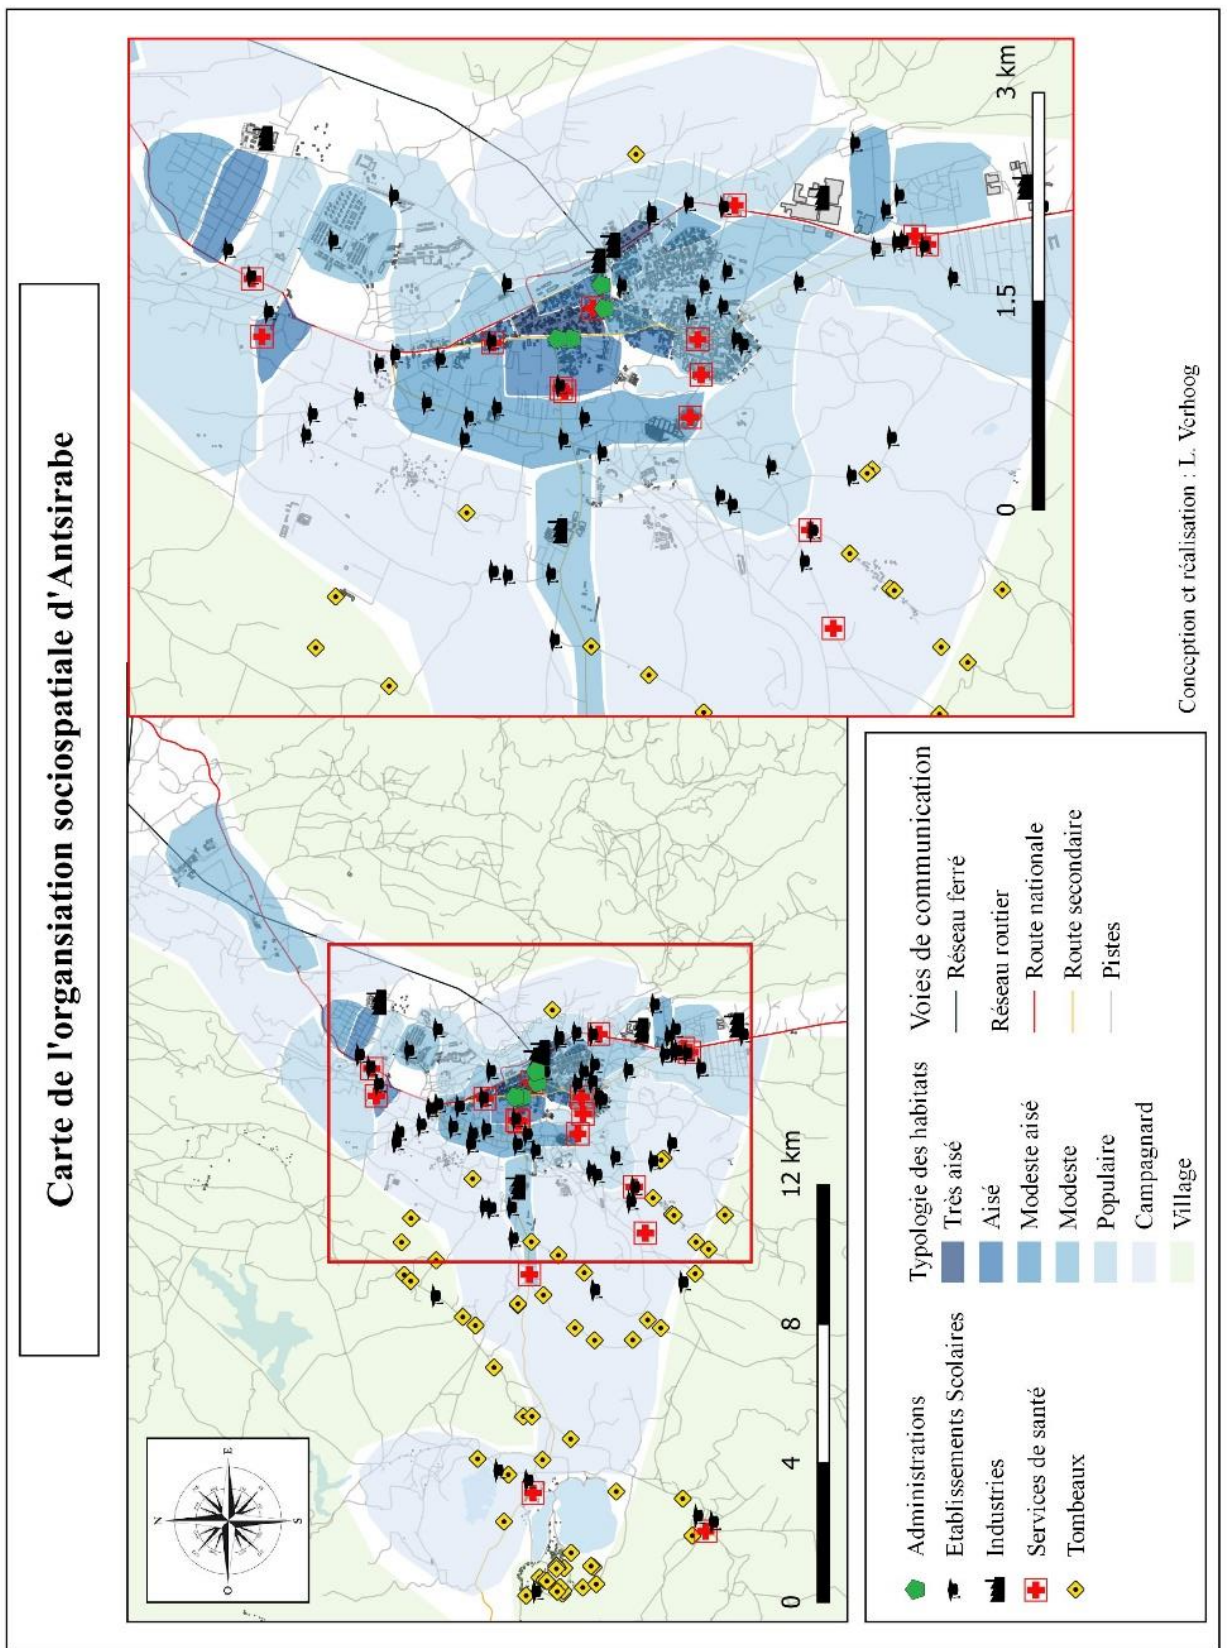 Carte de l'organsiation sociospatiale d'Antsirabe
N
O
E
S
0
4
8
12 km
0
1.5
3 km
Administrations
Etablissements Scolaires
Industries
Services de santé
Tombeaux
Typologie des habitats
Très aisé
Aisé
Modeste aisé
Modeste
Populaire
Campagnard
Village
Voies de communication
Réseau ferré
Réseau routier
Route nationale
Route secondaire
Pistes
Conception et réalisation : L. Verhoog